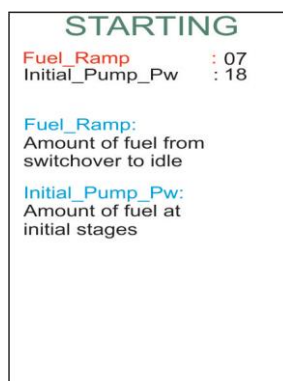 STARTING
Fuel_Ramp : 07
Initial_Pump_Pw : 18
Fuel_Ramp:
Amount of fuel from
switchover to idle
Initial_Pump_Pw:
Amount of fuel at
initial stages